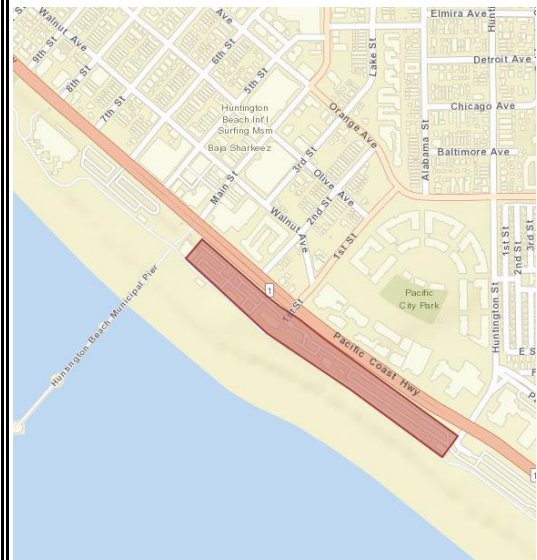 Elmira Ave
Walnut Ave
9th St
8th St
7th St
6th St
5th St
Lake St
Hunti
Detroit Ave
Chicago Ave
Huntington
Beach Int'l
Surfing Msm
Baja Sharkeez
Orange Ave
Alabama St
Baltimore Ave
Main St
3rd St
Olive Ave
2nd St
Walnut Ave
1st St
1st St
2nd St
3rd St
Huntington St
Pacific
City Park
Huntington Beach Municipal Pier
1
1st St
Pacific Coast Hwy
E S
F
P
1